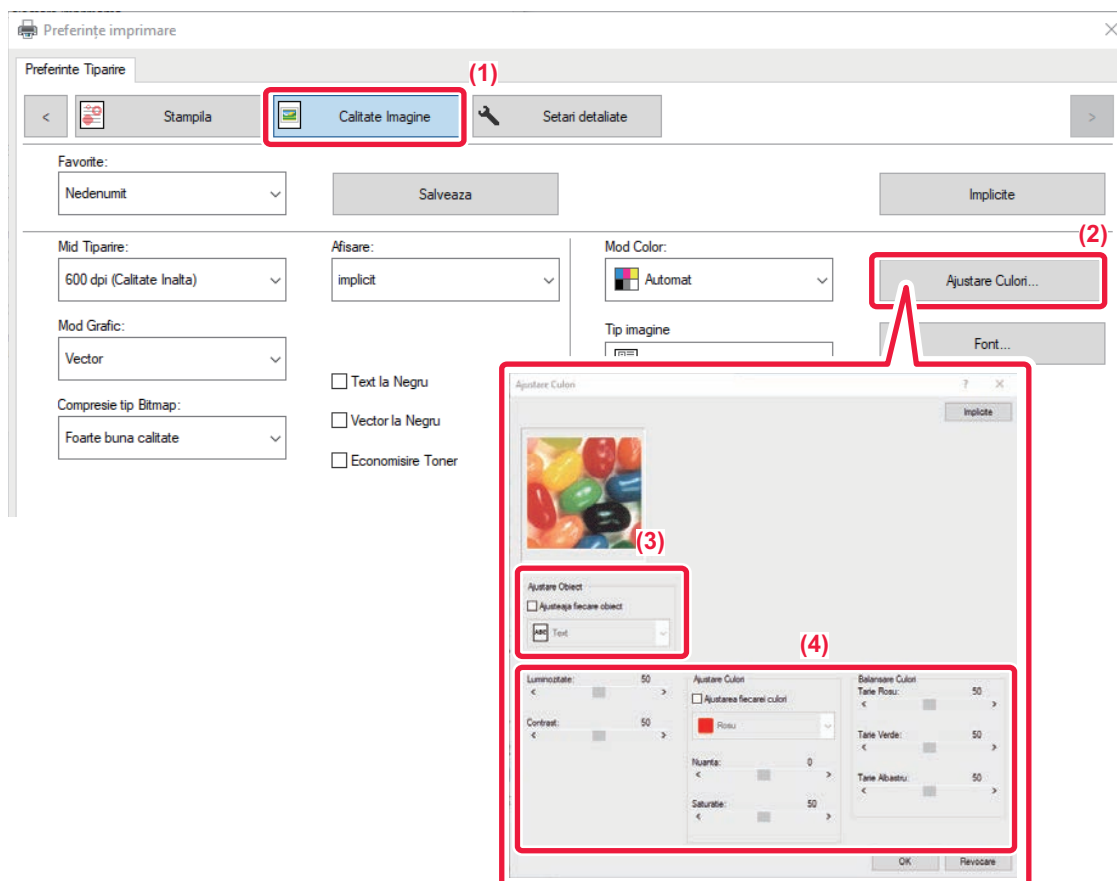 Preferințe imprimare
Preferinte Tiparire
(1)
< Stampila Calitate Imagine Setari detaliate >
Favorite:
Nedenumit Salveaza Implicite
(2)
Mid Tiparire: Afisare: Mod Color:
600 dpi (Calitate Inalta) implicit Automat Ajustare Culori...
Mod Grafic: Tip imagine
Vector Font...
Text la Negru
Compresie tip Bitmap:
Vector la Negru
Foarte buna calitate
Economisire Toner
Ajustare Culori ?
Implicite
(3)
Ajustare Obiect
Ajusteaja fiecare obiect
ABC Text
(4)
Luminozitate: 50 Ajustare Culori Balansare Culori
< > Ajustarea fiecarei culori Tarie Rosu: 50
< >
Contrast: 50 Rosu
< > Tarie Verde: 50
< >
Nuanta: 0
< > Tarie Albastru: 50
< >
Saturatie: 50
< >
OK Revocare